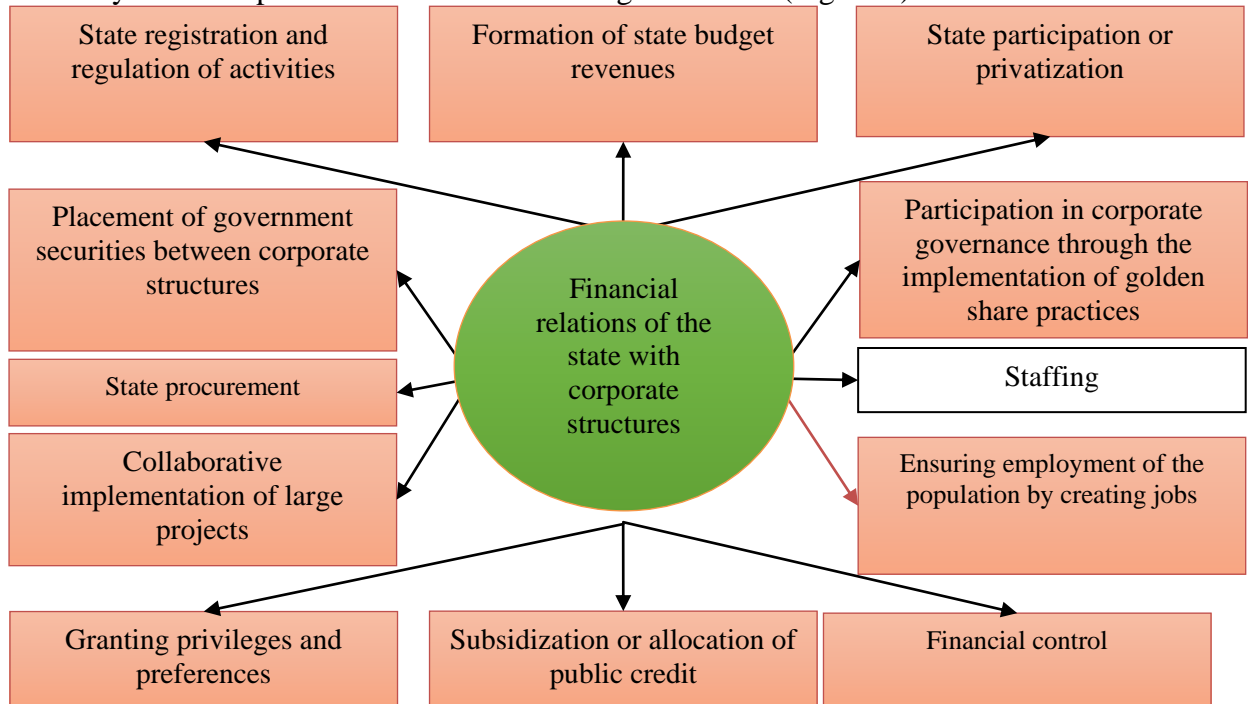 State registration and
regulation of activities
Formation of state budget
revenues
State participation or
privatization
Placement of government
securities between corporate
structures
Participation in corporate
governance through the
implementation of golden
share practices
Financial
relations of the
state with
corporate
structures
State procurement
Staffing
Collaborative
implementation of large
projects
Ensuring employment of the
population by creating jobs
Granting privileges and
preferences
Subsidization or allocation of
public credit
Financial control